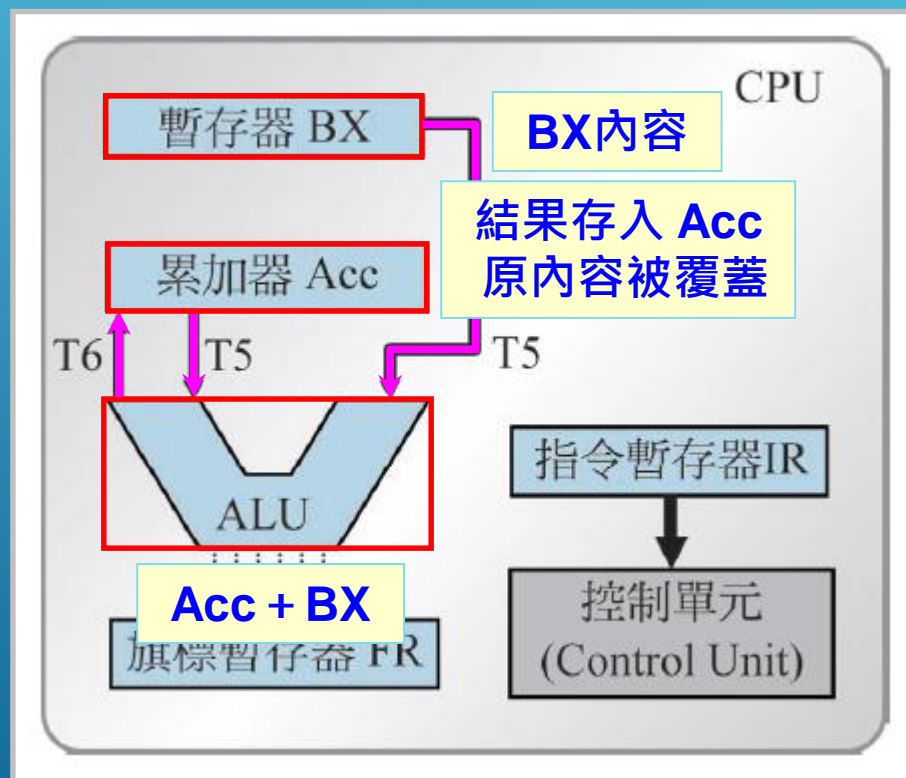 CPU
暫存器 BX
BX內容
結果存入 Acc
原內容被覆蓋
累加器 Acc
T6
T5
T5
ALU
指令暫存器IR
Acc + BX
旗標暫存器 FR
控制單元
(Control Unit)